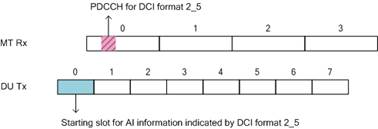 PDCCH for DCI format 2_5
0 1 2 3
MT Rx
0 1 2 3 4 5 6 7
DU Tx
Starting slot for AI information indicated by DCI format 2_5